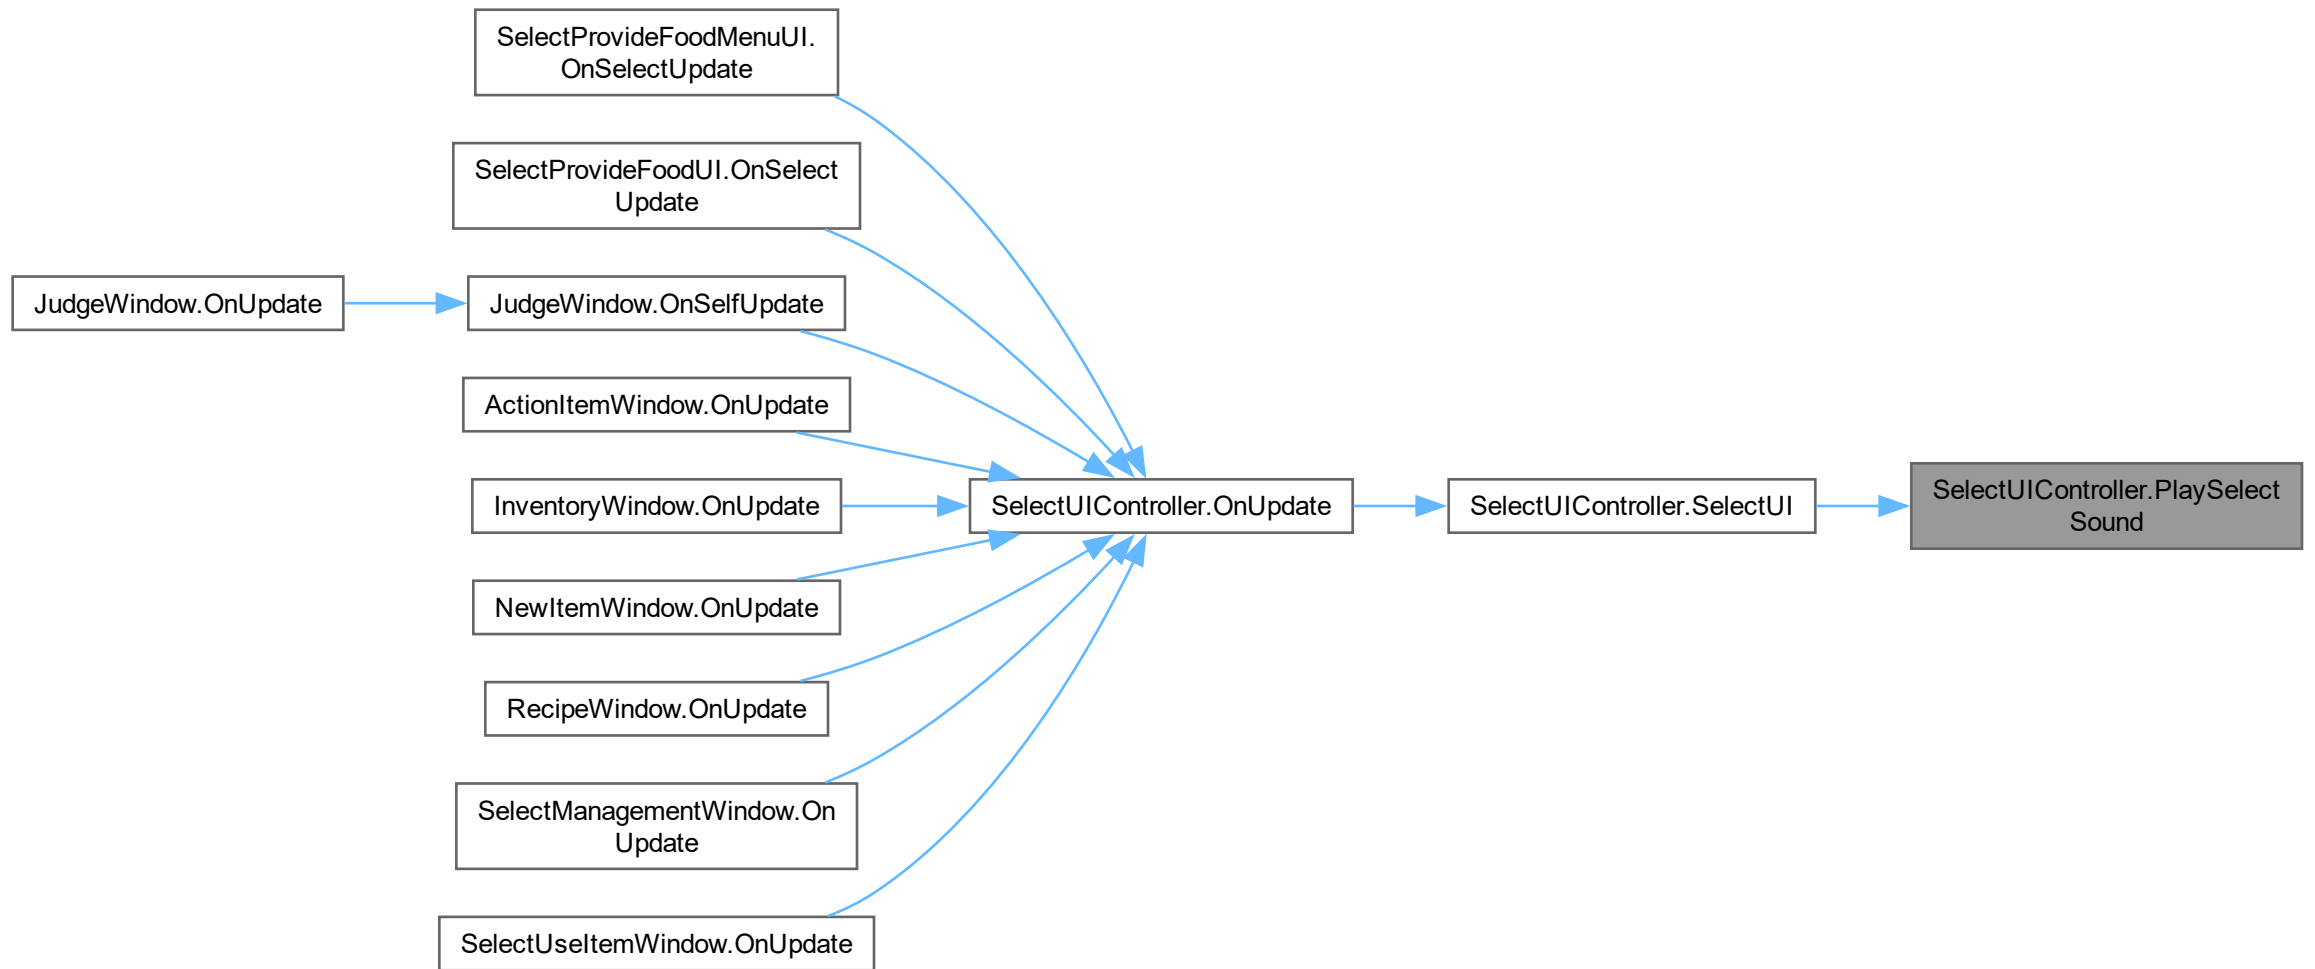 SelectProvideFoodMenuUI.
OnSelectUpdate
SelectProvideFoodUI.OnSelect
Update
JudgeWindow.OnUpdate
JudgeWindow.OnSelfUpdate
ActionItemWindow.OnUpdate
InventoryWindow.OnUpdate
SelectUIController.OnUpdate
SelectUIController.SelectUI
SelectUIController.PlaySelect
Sound
NewItemWindow.OnUpdate
RecipeWindow.OnUpdate
SelectManagementWindow.On
Update
SelectUseItemWindow.OnUpdate